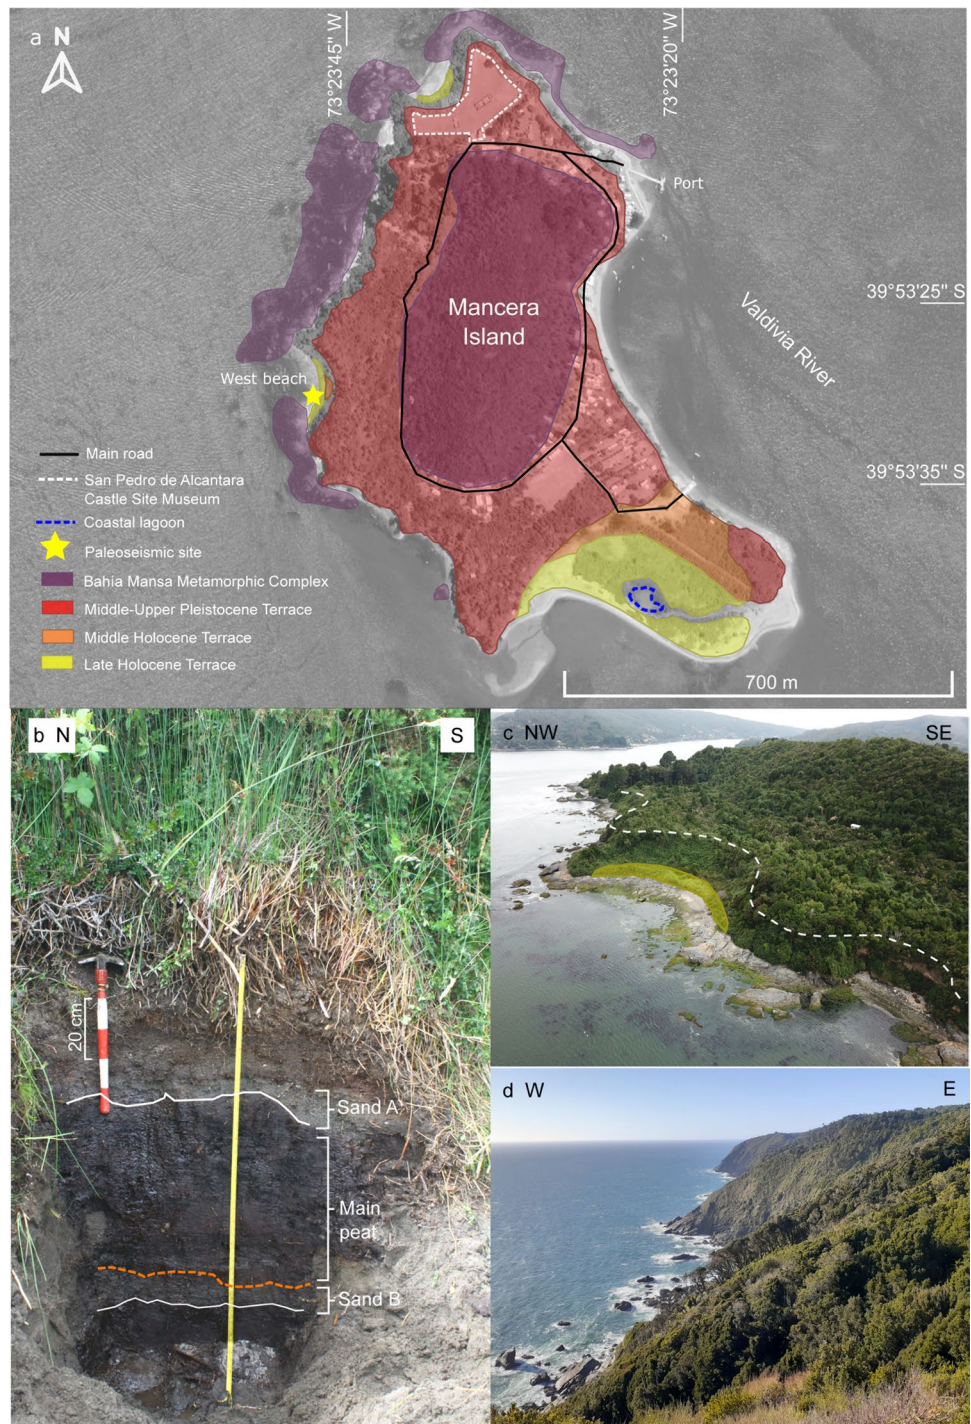 a N
73°23'45" W
73°23'20" W
Port
Mancera
Island
39°53'25" S
Valdivia River
West beach
39°53'35" S
Main road
San Pedro de Alcantara
Castle Site Museum
Coastal lagoon
Paleoseismic site
Bahia Mansa Metamorphic Complex
Middle-Upper Pleistocene Terrace
Middle Holocene Terrace
Late Holocene Terrace
700 m
b N
S
20 cm
Sand A
Main
peat
Sand B
c NW
SE
d W
E